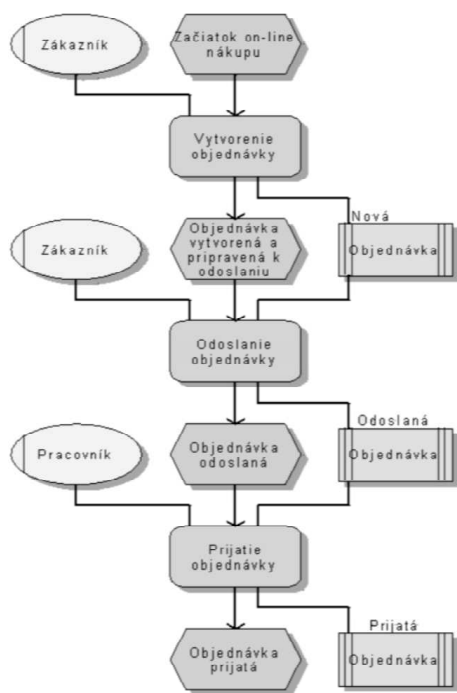 Zákazník
Začiatok on-line
nákupu
Vytvorenie
objednávky
Zákazník
Objednávka
vytvorená a
pripravená k
odoslaniu
Nová
Objednávka
Odoslanie
objednávky
Pracovník
Objednávka
odoslaná
Odoslaná
Objednávka
Prijatie
objednávky
Objednávka
prijatá
Prijatá
Objednávka